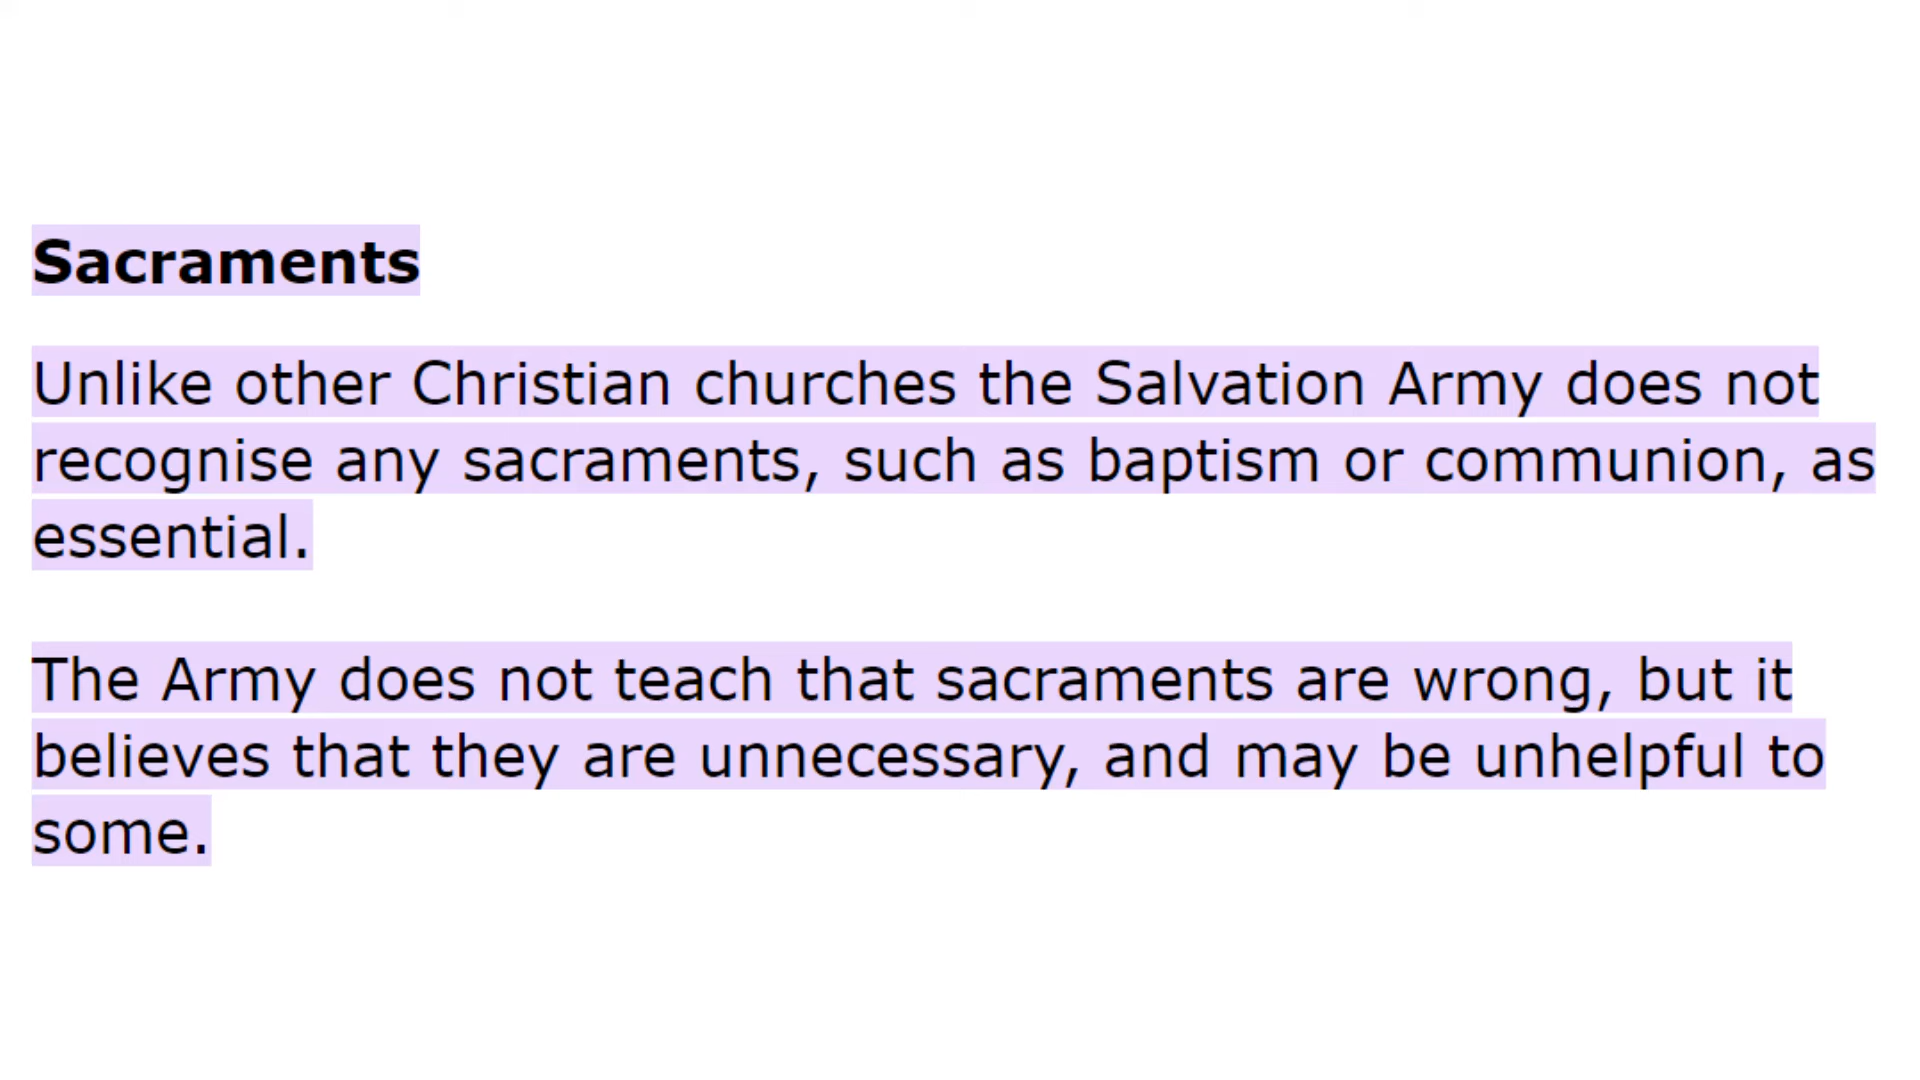 Sacraments
Unlike other Christian churches the Salvation Army does not
recognise any sacraments, such as baptism or communion, as
essential.
The Army does not teach that sacraments are wrong, but it
believes that they are unnecessary, and may be unhelpful to
some.